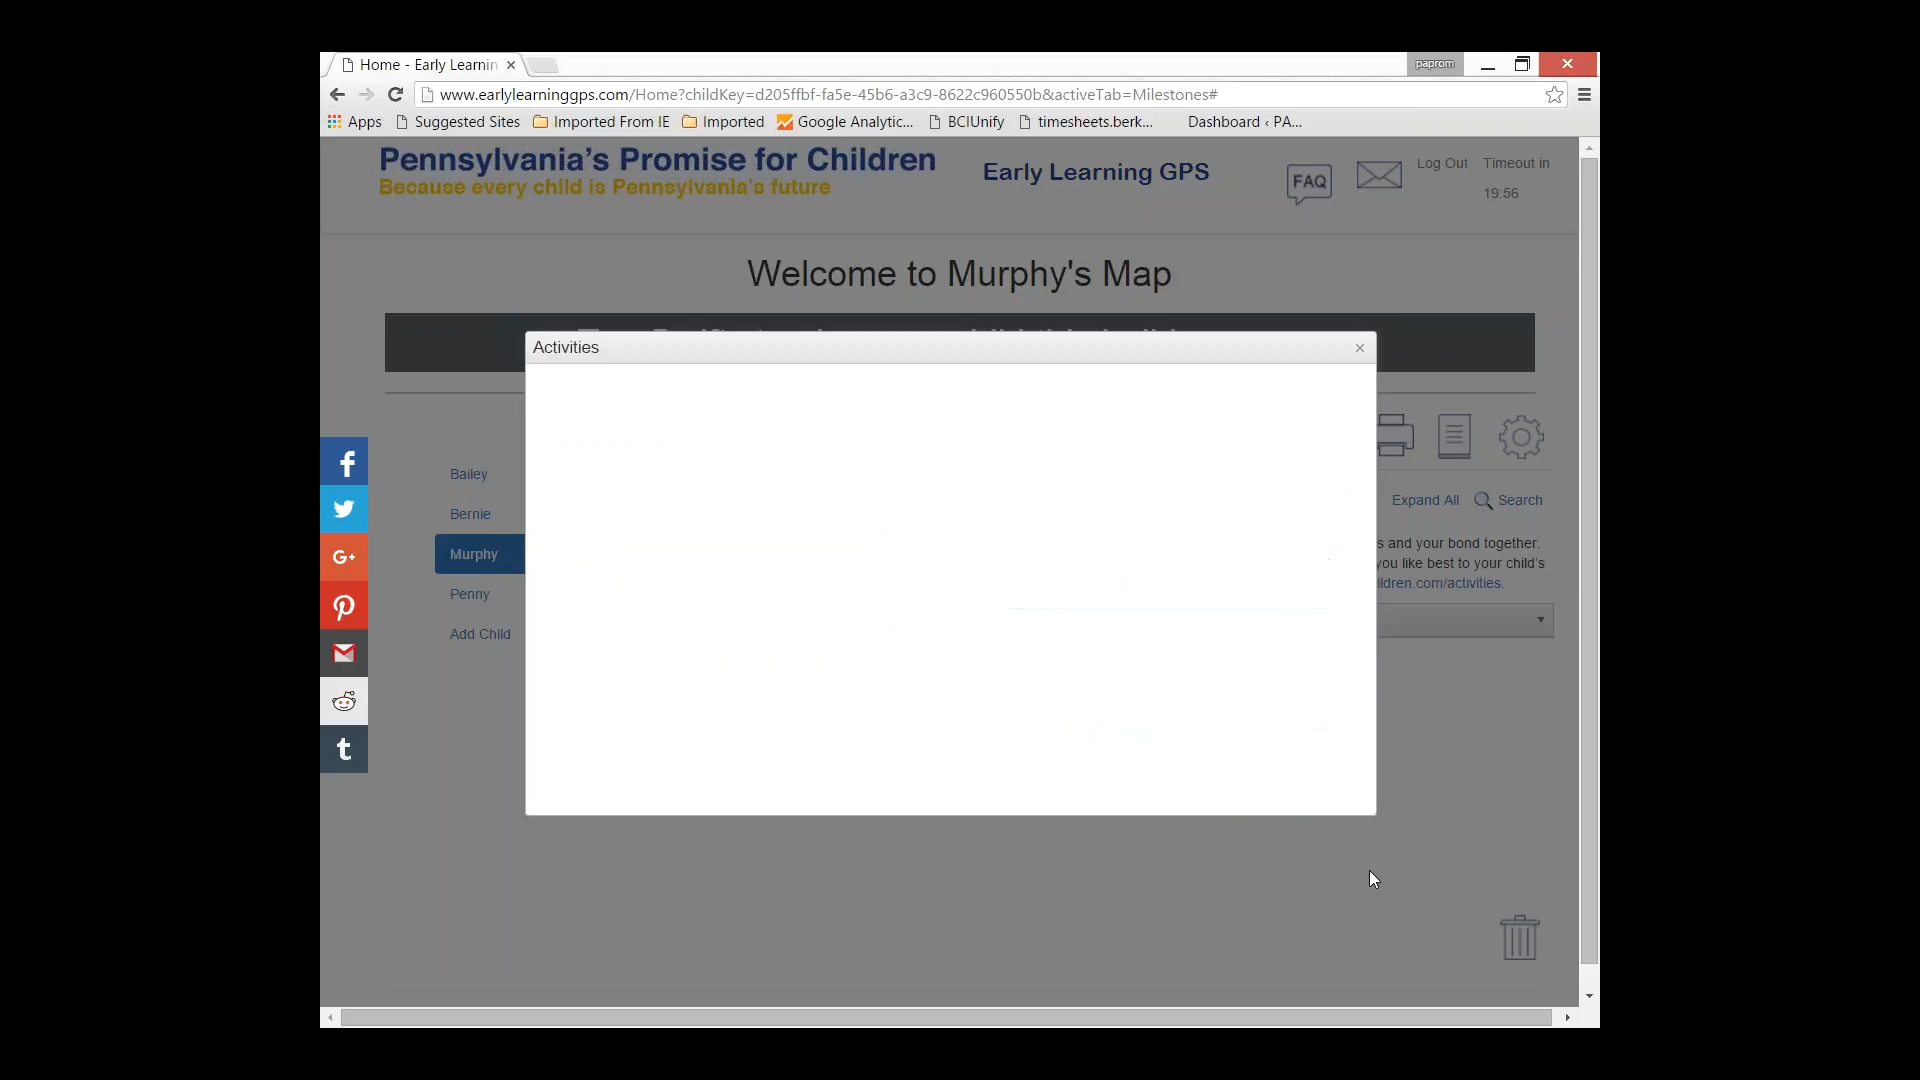 Home - Early Learnin
paprom
www.earlylearninggps.com/Home?childKey=d205ffbf-fa5e-45b6-a3c9-8622c960550b&activeTab=Milestones#
Apps Suggested Sites Imported From IE Imported Google Analytic... BCIUnify timesheets.berk... Dashboard ‹ PA...
Pennsylvania's Promise for Children
Because every child is Pennsylvania's future
Early Learning GPS
FAQ
Log Out
Timeout in
19:56
Welcome to Murphy's Map
Activities
Bailey
Bernie
Murphy
Penny
Add Child
Expand All Search
s and your bond together.
you like best to your child's
ildren.com/activities.